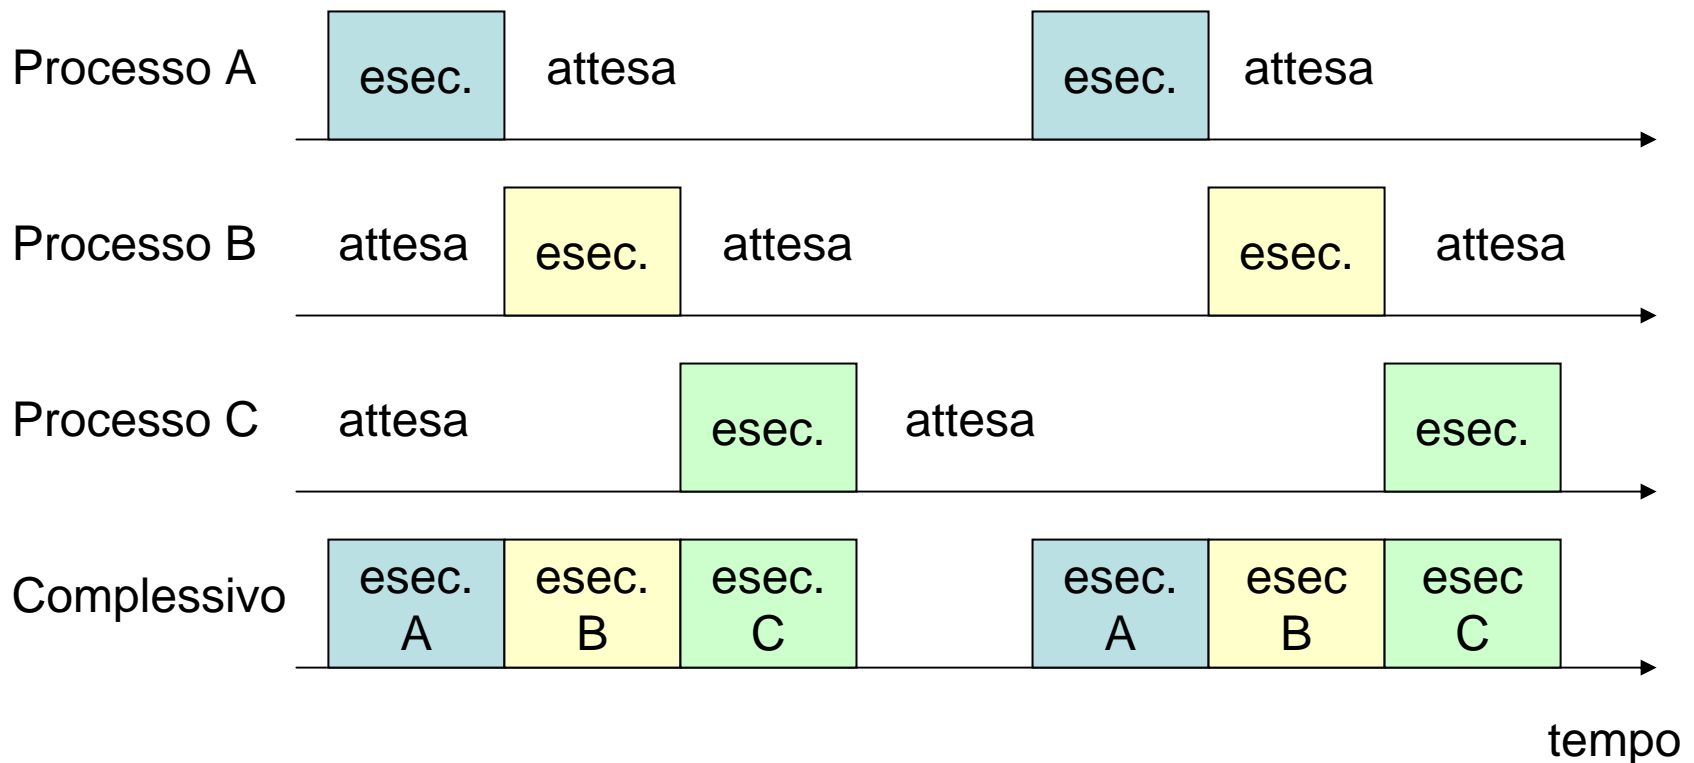 Processo A
esec.
attesa
esec.
attesa
Processo B
attesa
esec.
attesa
esec.
attesa
Processo C
attesa
esec.
attesa
esec.
Complessivo
esec.
A
esec.
B
esec.
C
esec.
A
esec
B
esec
C
tempo